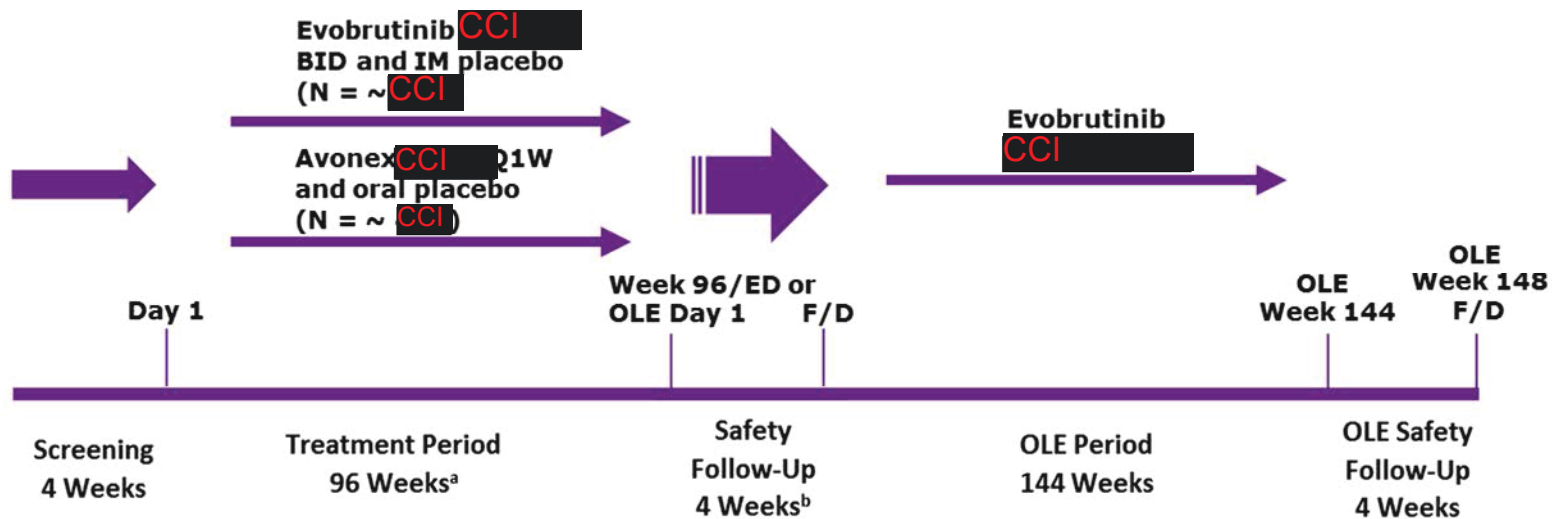 Evobrutinib CCI
BID and IM placebo
(N = ~CCI
Avonex CCI Q1W
and oral placebo
(N = ~ CCI)
Evobrutinib
CCI
Day 1
Week 96/ED or
OLE Day 1
F/D
OLE
Week 144
OLE
Week 148
F/D
Screening
4 Weeks
Treatment Period
96 Weeksᵃ
Safety
Follow-Up
4 Weeksᵇ
OLE Period
144 Weeks
OLE Safety
Follow-Up
4 Weeks